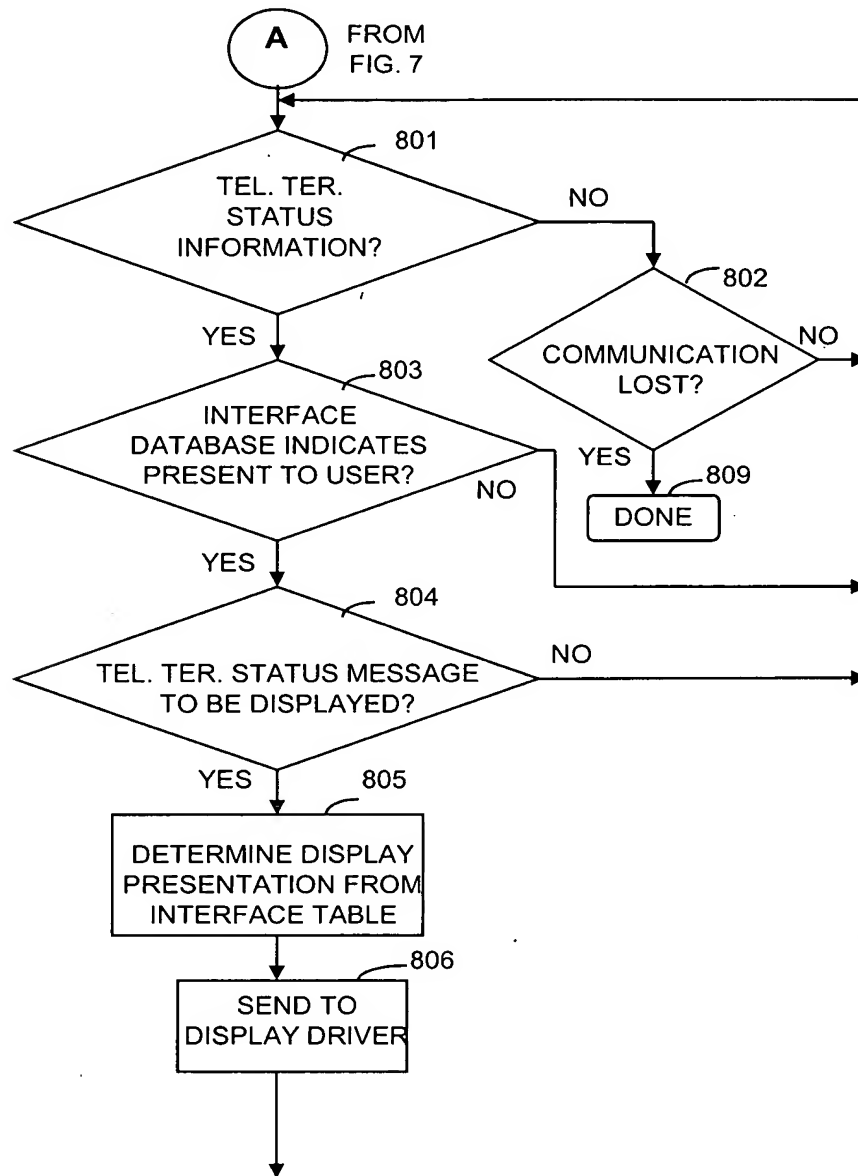 A
FROM
FIG. 7
801
TEL. TER.
STATUS
INFORMATION?
NO
802
COMMUNICATION
LOST?
NO
YES
809
DONE
YES
803
INTERFACE
DATABASE INDICATES
PRESENT TO USER?
NO
YES
804
TEL. TER. STATUS MESSAGE
TO BE DISPLAYED?
NO
YES
805
DETERMINE DISPLAY
PRESENTATION FROM
INTERFACE TABLE
806
SEND TO
DISPLAY DRIVER